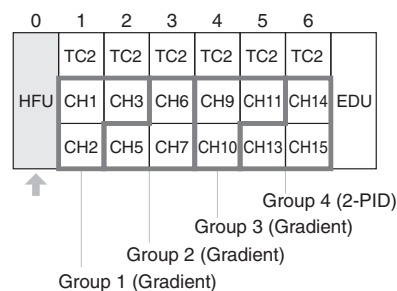 0 1 2 3 4 5 6
TC2 TC2 TC2 TC2 TC2 TC2
HFU CH1 CH3 CH6 CH9 CH11 CH14 EDU
CH2 CH5 CH7 CH10 CH13 CH15
Group 4 (2-PID)
Group 3 (Gradient)
Group 2 (Gradient)
Group 1 (Gradient)